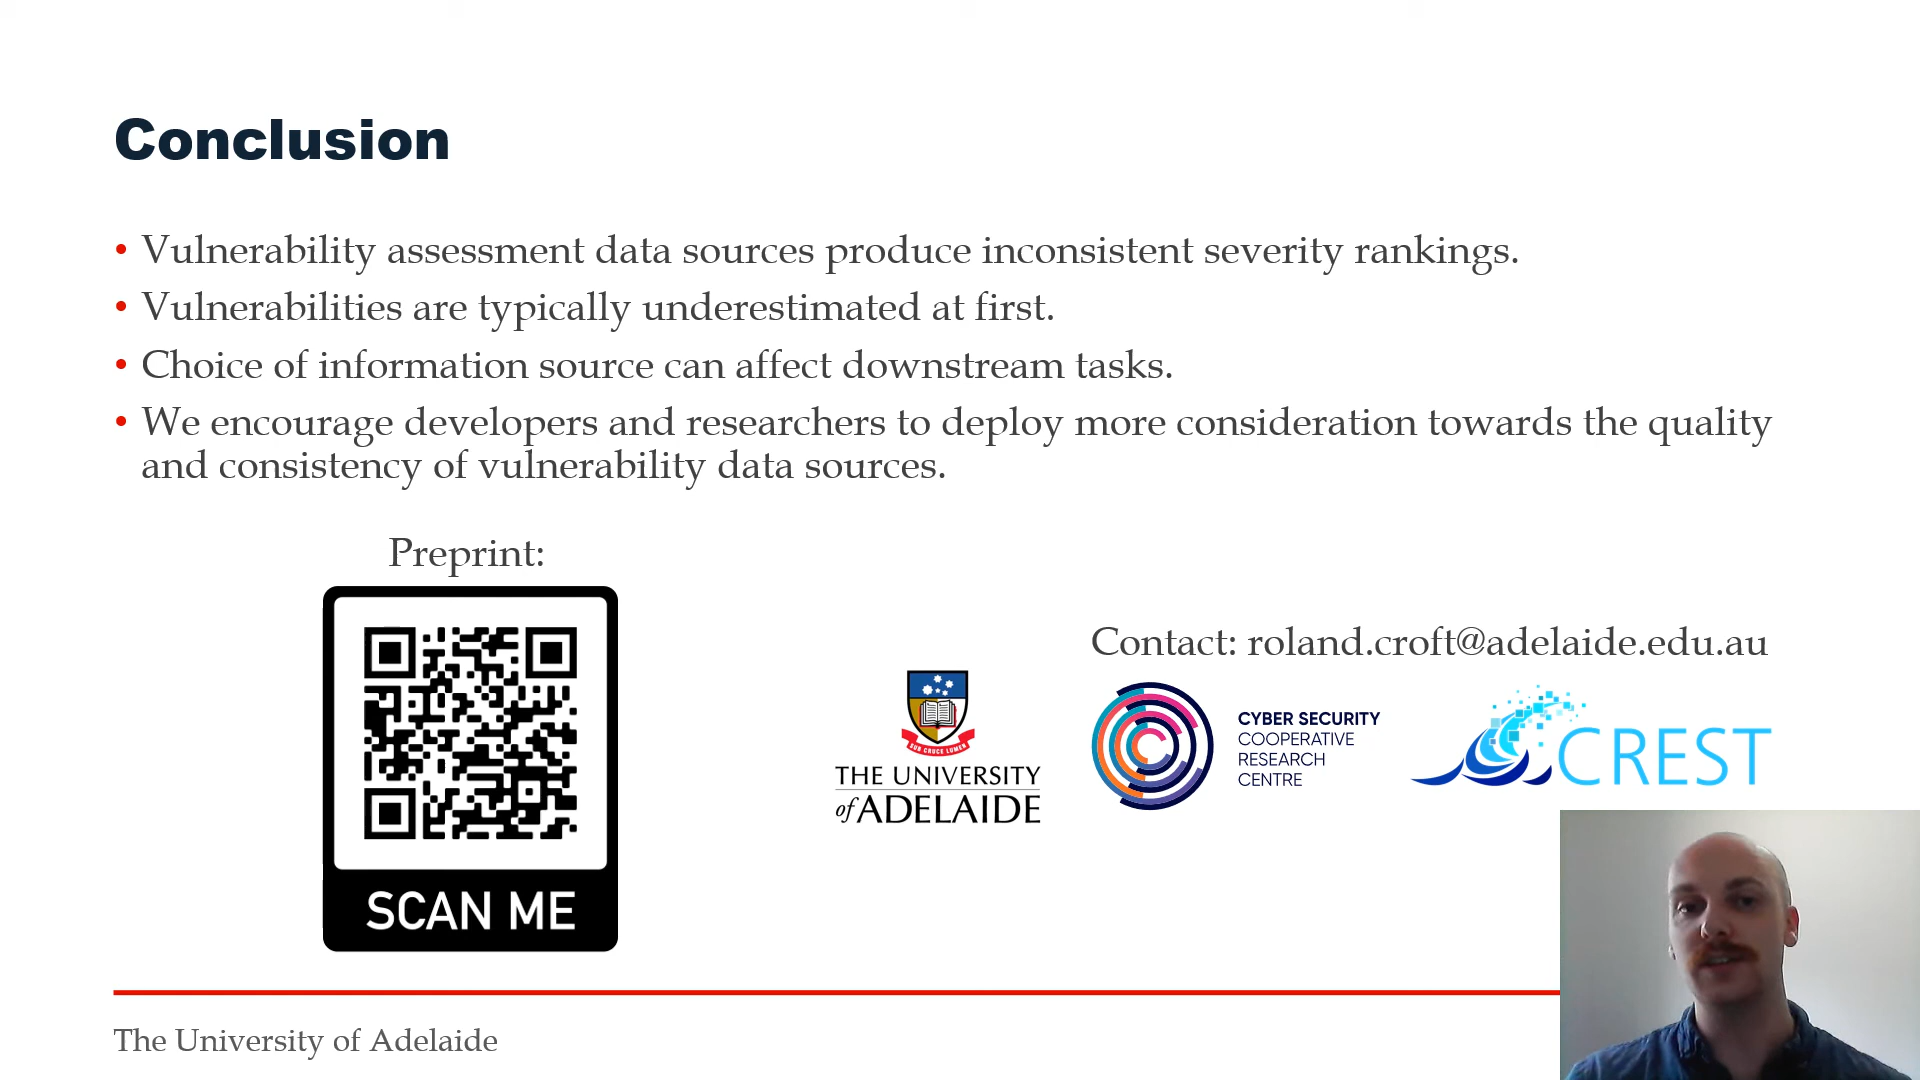 Conclusion
• Vulnerability assessment data sources produce inconsistent severity rankings.
• Vulnerabilities are typically underestimated at first.
• Choice of information source can affect downstream tasks.
• We encourage developers and researchers to deploy more consideration towards the quality
and consistency of vulnerability data sources.
Preprint:
SCAN ME
Contact: roland.croft@adelaide.edu.au
SUB CRUCE LUMEN
THE UNIVERSITY
of ADELAIDE
CYBER SECURITY
COOPERATIVE
RESEARCH
CENTRE
CREST
The University of Adelaide